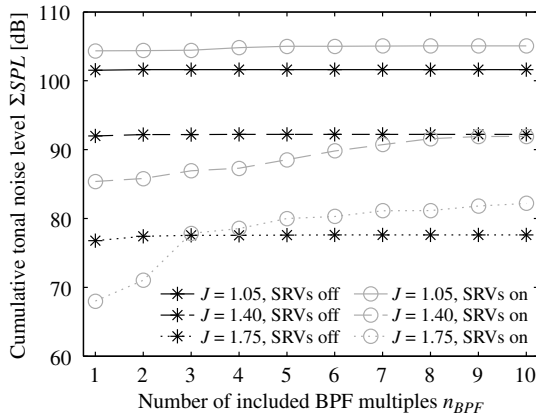 Cumulative tonal noise level ΣSPL [dB]
110
100
90
80
70
60
J = 1.05, SRVs off
J = 1.40, SRVs off
J = 1.75, SRVs off
J = 1.05, SRVs on
J = 1.40, SRVs on
J = 1.75, SRVs on
1 2 3 4 5 6 7 8 9 10
Number of included BPF multiples n_BPF